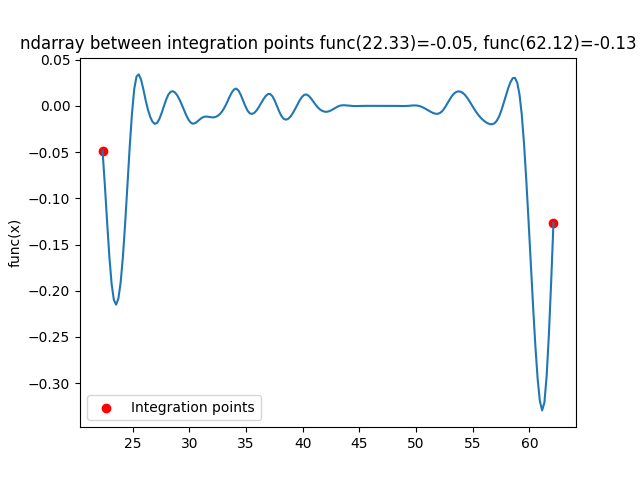 ndarray between integration points func(22.33)=-0.05, func(62.12)=-0.13
0.05
0.00
−0.05
−0.10
−0.15
−0.20
−0.25
−0.30
func(x)
Integration points
25 30 35 40 45 50 55 60